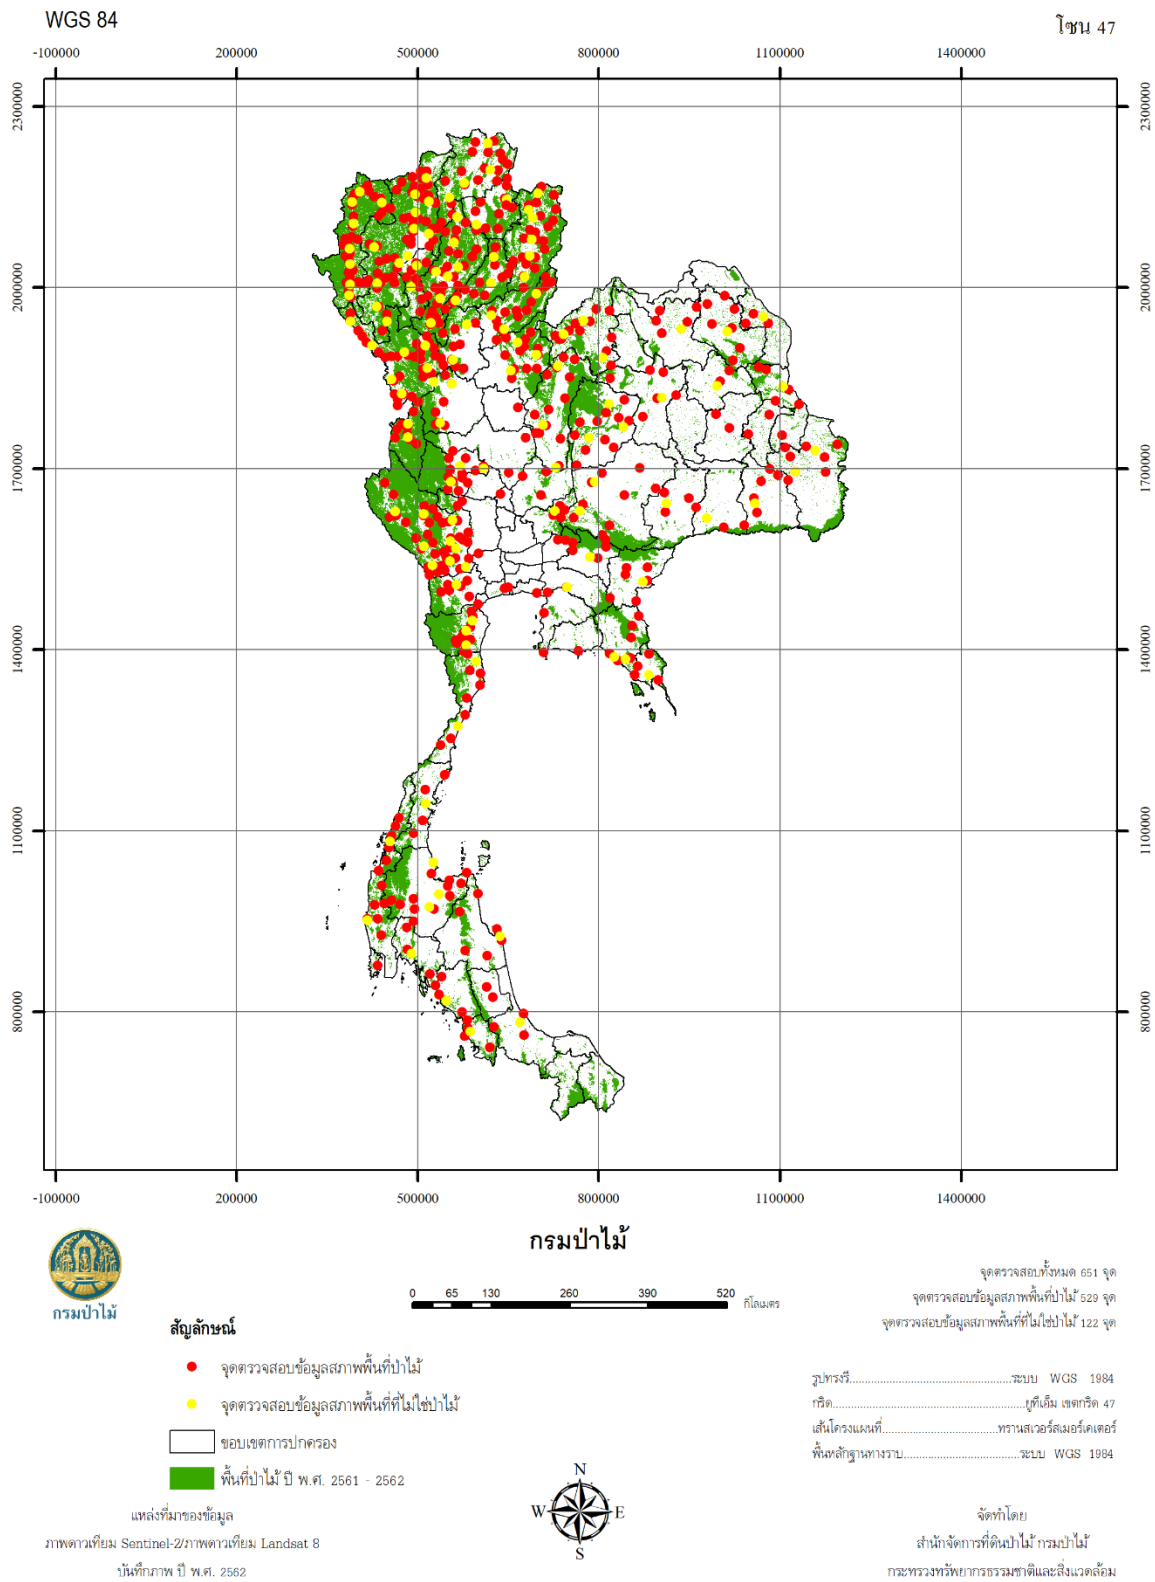 WGS 84
โซน 47
-100000 200000 500000 800000 1100000 1400000
2300000 2300000
2000000 2000000
1700000 1700000
1400000 1400000
1100000 1100000
800000 800000
-100000 200000 500000 800000 1100000 1400000
กรมป่าไม้
กรมป่าไม้
0 65 130 260 390 520
กิโลเมตร
จุดตรวจสอบทั้งหมด 651 จุด
จุดตรวจสอบข้อมูลสภาพพื้นที่ป่าไม้ 529 จุด
จุดตรวจสอบข้อมูลสภาพพื้นที่ที่ไม่ใช่ป่าไม้ 122 จุด
สัญลักษณ์
จุดตรวจสอบข้อมูลสภาพพื้นที่ป่าไม้
จุดตรวจสอบข้อมูลสภาพพื้นที่ที่ไม่ใช่ป่าไม้
ขอบเขตการปกครอง
พื้นที่ป่าไม้ ปี พ.ศ. 2561 - 2562
รูปทรงรี........................................ระบบ WGS 1984
กริด................................................ยูทีเอ็ม เขตกริด 47
เส้นโครงแผนที่.............................ทรานสเวอร์สเมอร์เคเตอร์
พื้นหลักฐานทางราบ.............................ระบบ WGS 1984
N
W E
S
แหล่งที่มาของข้อมูล
ภาพดาวเทียม Sentinel-2/ภาพดาวเทียม Landsat 8
บันทึกภาพ ปี พ.ศ. 2562
จัดทำโดย
สำนักจัดการที่ดินป่าไม้ กรมป่าไม้
กระทรวงทรัพยากรธรรมชาติและสิ่งแวดล้อม